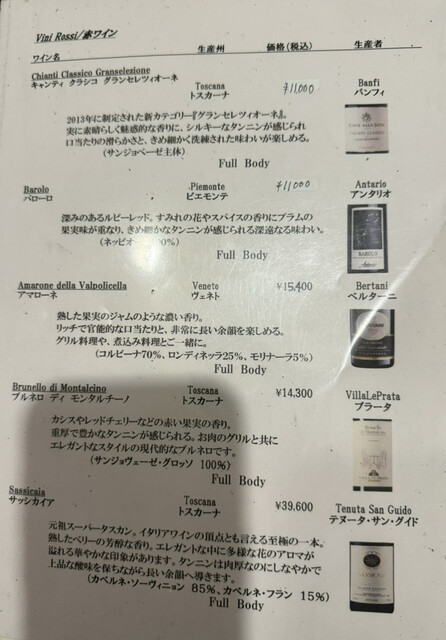 Vini Rossi/赤ワイン
ワイン名 生産州 価格(税込) 生産者
Chianti Classico Granselezione Toscana ¥11,000 Banfi
キャンティ クラシコ グランセレツィオーネ トスカーナ バンフィ
2013年に制定された新カテゴリー『グランセレツィオーネ』。
実に素晴らしく魅惑的な香りに、シルキーなタンニンが感じられ
口当たりの滑らかさと、きめ細かく洗練された味わいが楽しめる。
(サンジョベーゼ主体)
Full Body
Barolo Piemonte ¥11,000 Antario
バローロ ピエモンテ アンタリオ
深みのあるルビーレッド。すみれの花やスパイスの香りにプラムの
果実味が重なり、きめ細かなタンニンが感じられる深遠なる味わい。
(ネッビオ 00%)
Full Body
BAROLO
Amarone della Valpolicella Veneto ¥15,400 Bertani
アマローネ ヴェネト ベルターニ
熟した果実のジャムのような濃い香り。
リッチで官能的な口当たりと、非常に長い余韻を楽しめる。
グリル料理や、煮込み料理とご一緒に。
(コルビーナ70%、ロンディネッラ25%、モリナーラ5%)
Full Body
Brunello di Montalcino Toscana ¥14,300 VillaLePrata
ブルネロ ディ モンタルチーノ トスカーナ プラータ
カシスやレッドチェリーなどの赤い果実の香り。
重厚で豊かなタンニンが感じられる。お肉のグリルと共に
エレガントなスタイルの現代的なブルネロです。
(サンジョヴェーゼ・グロッソ 100%)
Full Body
Sassicaia Toscana ¥39,600 Tenuta San Guido
サッシカイア トスカーナ テヌータ・サン・グイド
元祖スーパータスカン。イタリアワインの頂点とも言える至極の一本。
熟したベリーの芳醇な香り。エレガントな中に多様な花のアロマが
溢れる華やかな印象があります。タンニンは肉厚なのにしなやかで
上品な酸味を保ちながら長い余韻へ導きます。
(カベルネ・ソーヴィニョン 85%、カベルネ・フラン 15%)
Full Body